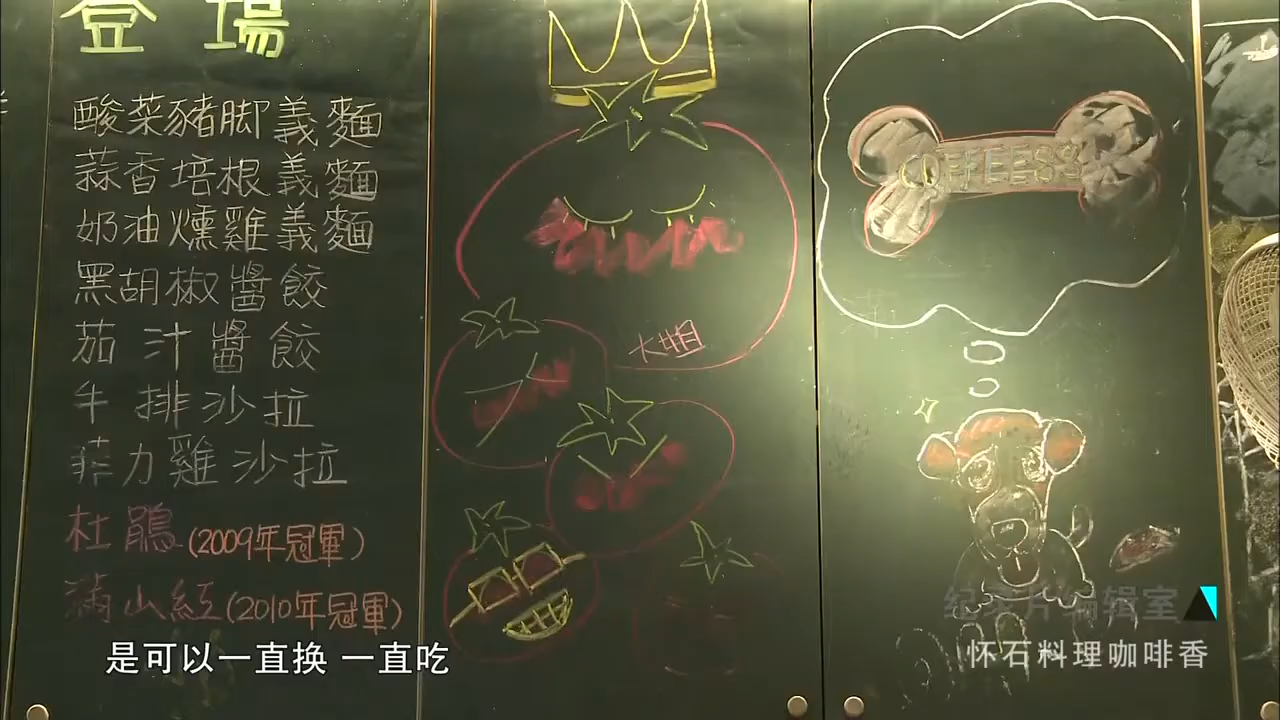 登場
酸菜豬脚義麵
蒜香培根義麵
奶油燻雞義麵
黑胡椒醬餃
茄汁醬餃
牛排沙拉
菲力雞沙拉
杜鵑(2009年冠軍)
滿山紅(2010年冠軍)
大姐
COFFEESS
纪录片编辑室
怀石料理咖啡香
是可以一直换 一直吃